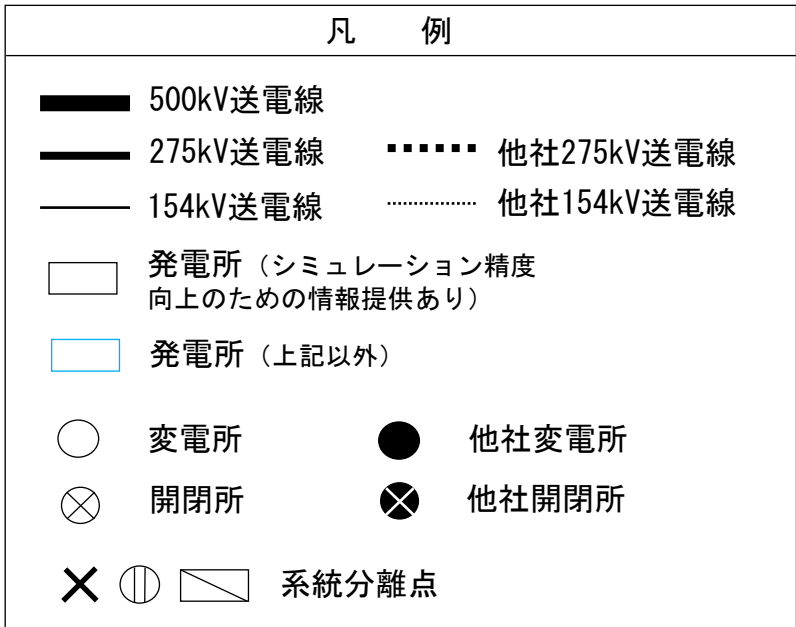 凡　例
500kV送電線
275kV送電線　他社275kV送電線
154kV送電線　他社154kV送電線
発電所（シミュレーション精度
向上のための情報提供あり）
発電所（上記以外）
変電所　他社変電所
開閉所　他社開閉所
系統分離点